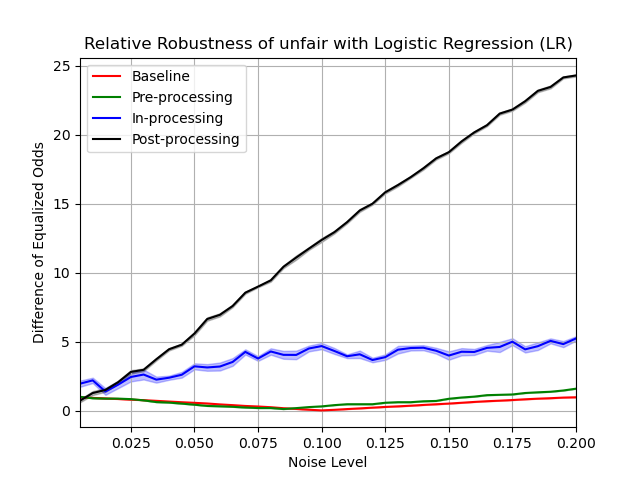 Relative Robustness of unfair with Logistic Regression (LR)
Difference of Equalized Odds
25
20
15
10
5
0
Baseline
Pre-processing
In-processing
Post-processing
0.025 0.050 0.075 0.100 0.125 0.150 0.175 0.200
Noise Level